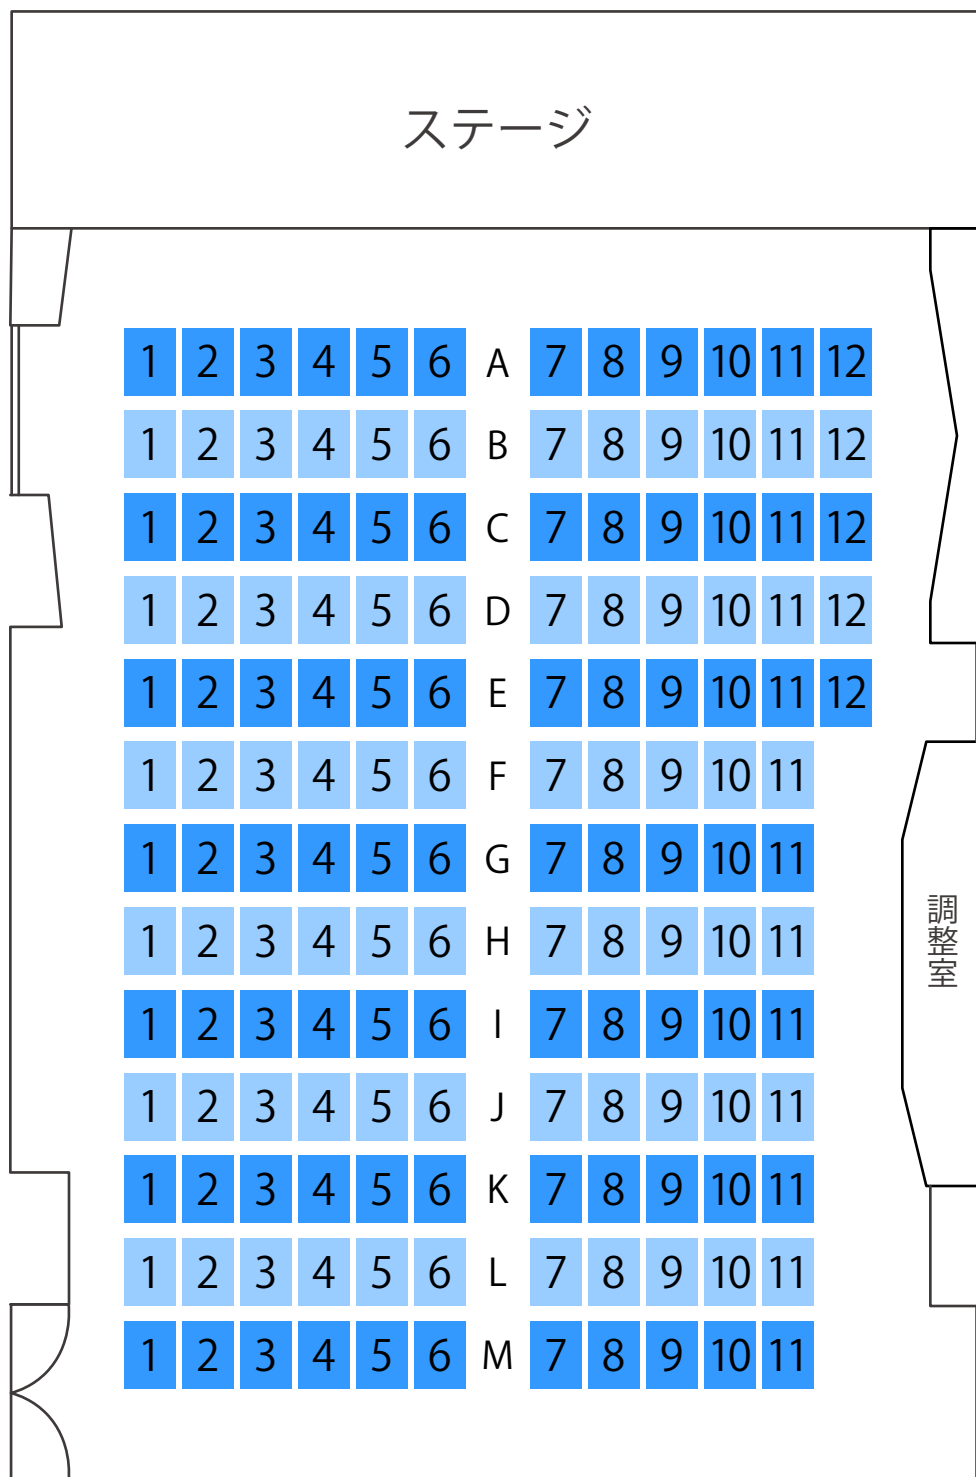 ステージ
1 2 3 4 5 6 A 7 8 9 10 11 12
1 2 3 4 5 6 B 7 8 9 10 11 12
1 2 3 4 5 6 C 7 8 9 10 11 12
1 2 3 4 5 6 D 7 8 9 10 11 12
1 2 3 4 5 6 E 7 8 9 10 11 12
1 2 3 4 5 6 F 7 8 9 10 11
1 2 3 4 5 6 G 7 8 9 10 11
1 2 3 4 5 6 H 7 8 9 10 11
1 2 3 4 5 6 I 7 8 9 10 11
1 2 3 4 5 6 J 7 8 9 10 11
1 2 3 4 5 6 K 7 8 9 10 11
1 2 3 4 5 6 L 7 8 9 10 11
1 2 3 4 5 6 M 7 8 9 10 11
調整室